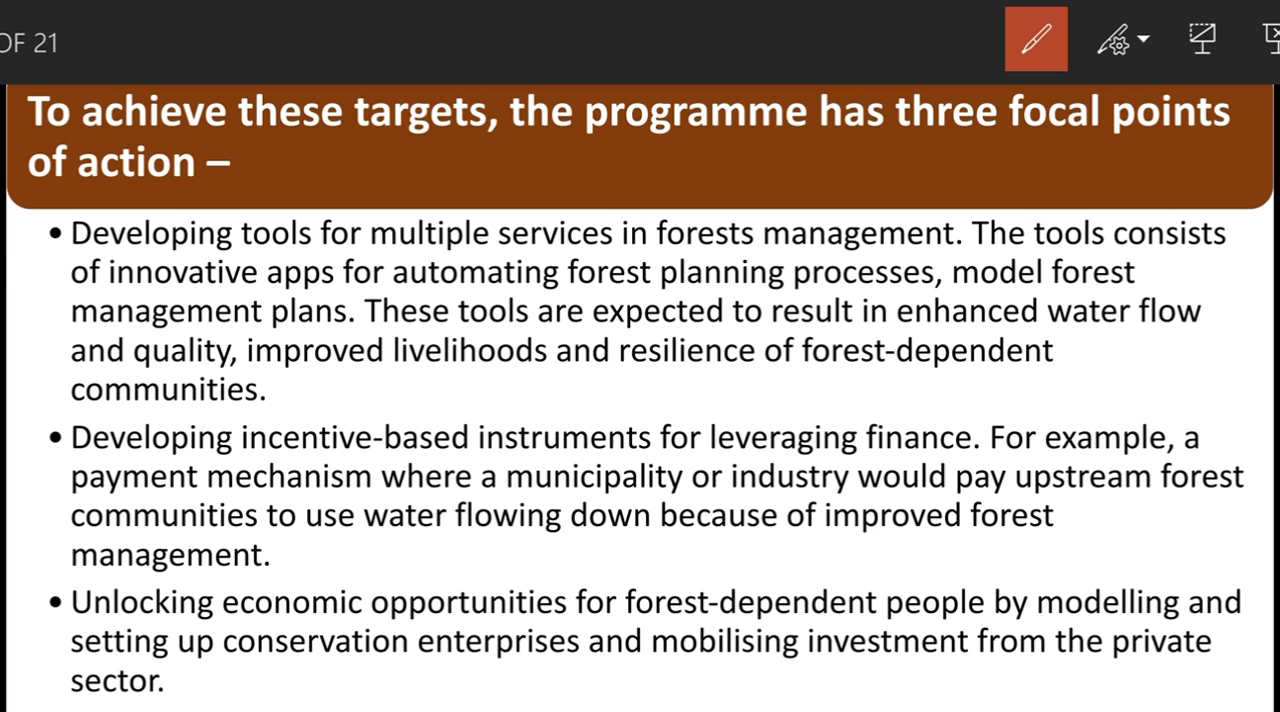 OF 21
To achieve these targets, the programme has three focal points
of action –
• Developing tools for multiple services in forests management. The tools consists
of innovative apps for automating forest planning processes, model forest
management plans. These tools are expected to result in enhanced water flow
and quality, improved livelihoods and resilience of forest-dependent
communities.
• Developing incentive-based instruments for leveraging finance. For example, a
payment mechanism where a municipality or industry would pay upstream forest
communities to use water flowing down because of improved forest
management.
• Unlocking economic opportunities for forest-dependent people by modelling and
setting up conservation enterprises and mobilising investment from the private
sector.